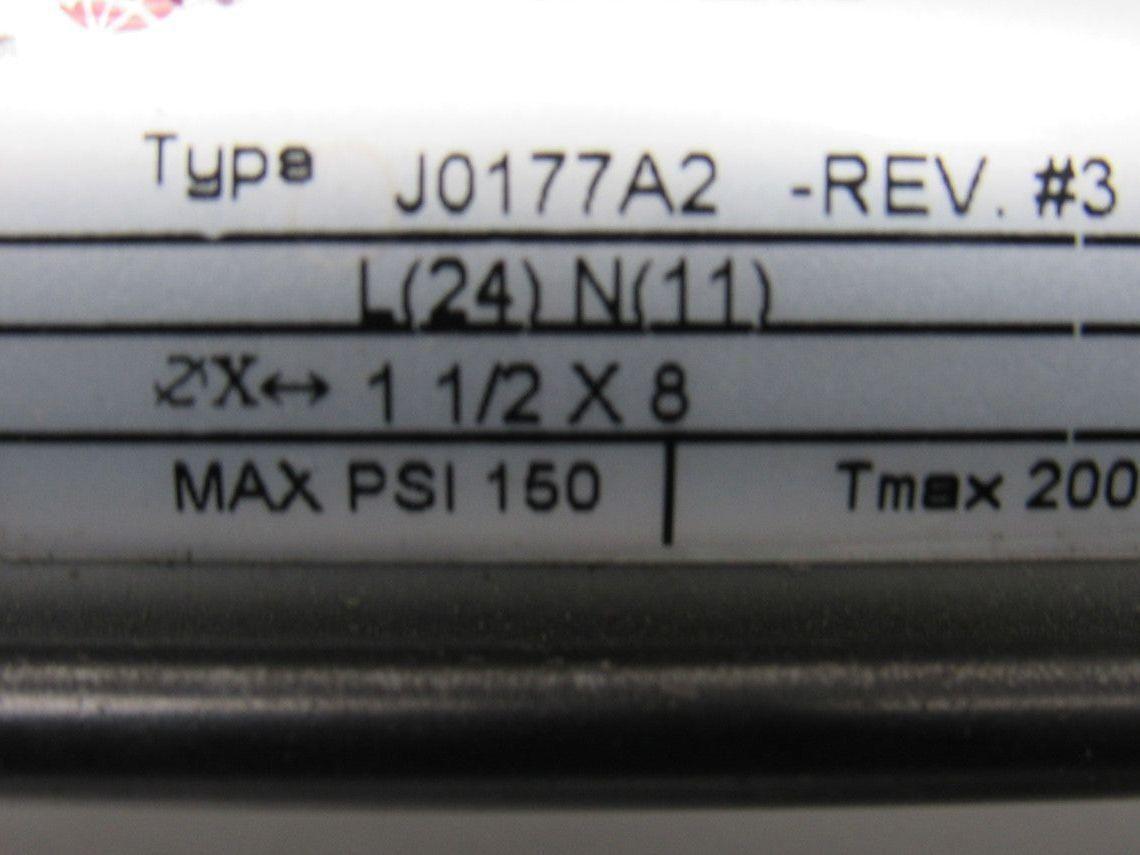 Type J0177A2 -REV. #3
L(24) N(11)
∅X↔ 1 1/2 X 8
MAX PSI 150 Tmax 200